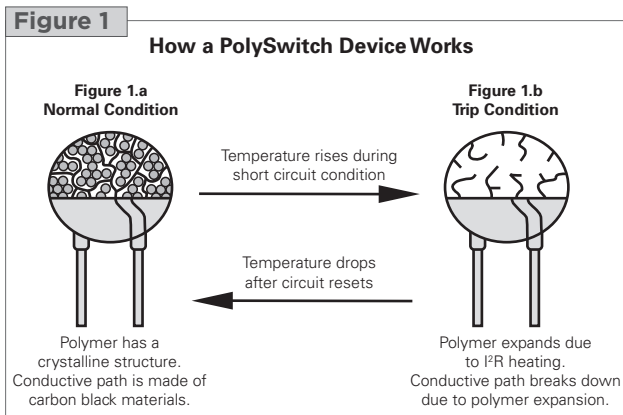 Figure 1
How a PolySwitch Device Works
Figure 1.a
Normal Condition
Figure 1.b
Trip Condition
Temperature rises during
short circuit condition
Temperature drops
after circuit resets
Polymer has a
crystalline structure.
Conductive path is made of
carbon black materials.
Polymer expands due
to I²R heating.
Conductive path breaks down
due to polymer expansion.